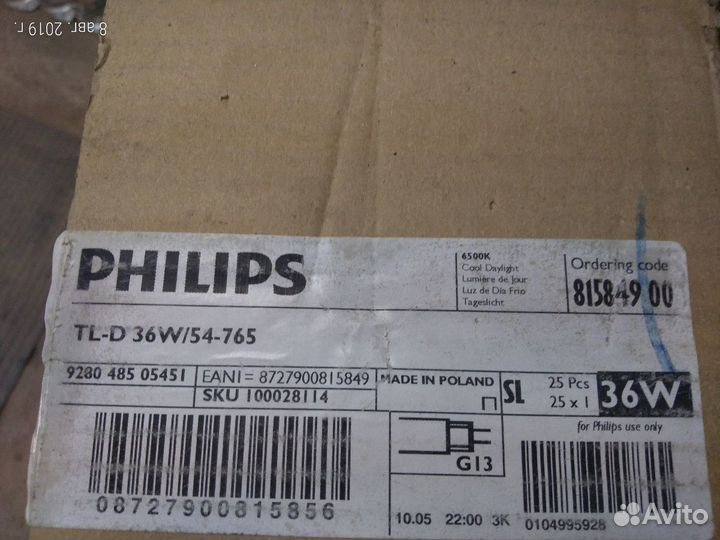 8 авг. 2019 г.
PHILIPS
6500K
Cool Daylight
Lumière de Jour
Luz de Día Frio
Tageslicht
Ordering code
815849 00
TL-D 36W/54-765
9280 485 05451
EAN1 = 8727900815849
SKU 100028114
MADE IN POLAND
SL
25 Pcs
25 x 1
36W
for Philips use only
G13
08727900815856
10.05 22:00 3K
0104995928
Avito